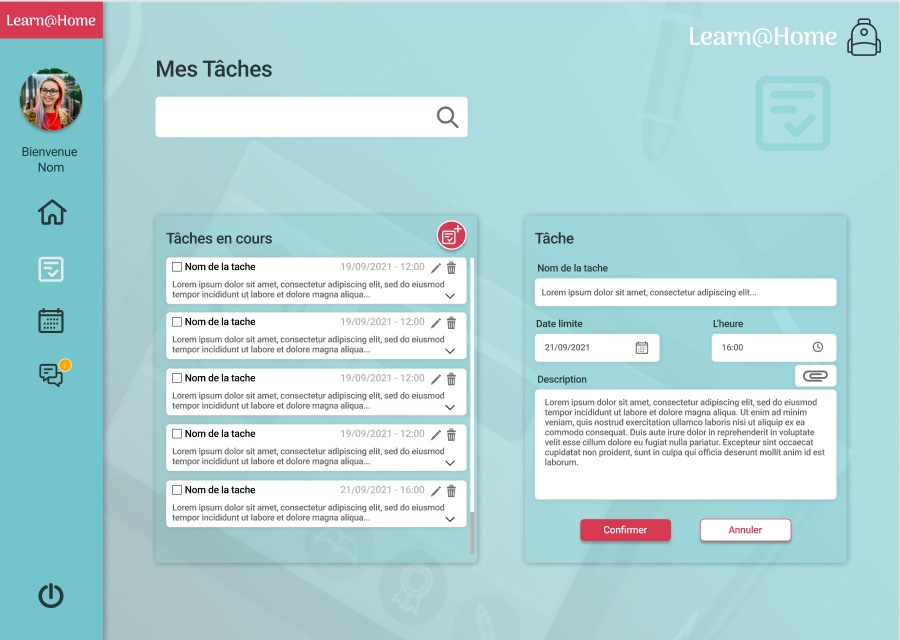 Learn@Home
Learn@Home
Bienvenue
Nom
Mes Tâches
Tâches en cours
Nom de la tache 19/09/2021 - 12:00
Lorem ipsum dolor sit amet, consectetur adipiscing elit, sed do eiusmod
tempor incididunt ut labore et dolore magna aliqua...
Nom de la tache 19/09/2021 - 12:00
Lorem ipsum dolor sit amet, consectetur adipiscing elit, sed do eiusmod
tempor incididunt ut labore et dolore magna aliqua...
Nom de la tache 19/09/2021 - 12:00
Lorem ipsum dolor sit amet, consectetur adipiscing elit, sed do eiusmod
tempor incididunt ut labore et dolore magna aliqua...
Nom de la tache 19/09/2021 - 12:00
Lorem ipsum dolor sit amet, consectetur adipiscing elit, sed do eiusmod
tempor incididunt ut labore et dolore magna aliqua...
Nom de la tache 21/09/2021 - 16:00
Lorem ipsum dolor sit amet, consectetur adipiscing elit, sed do eiusmod
tempor incididunt ut labore et dolore magna aliqua...
Tâche
Nom de la tache
Lorem ipsum dolor sit amet, consectetur adipiscing elit...
Date limite L'heure
21/09/2021 16:00
Description
Lorem ipsum dolor sit amet, consectetur adipiscing elit, sed do eiusmod
tempor incididunt ut labore et dolore magna aliqua. Ut enim ad minim
veniam, quis nostrud exercitation ullamco laboris nisi ut aliquip ex ea
commodo consequat. Duis aute irure dolor in reprehenderit in voluptate
velit esse cillum dolore eu fugiat nulla pariatur. Excepteur sint occaecat
cupidatat non proident, sunt in culpa qui officia deserunt mollit anim id est
laborum.
Confirmer Annuler